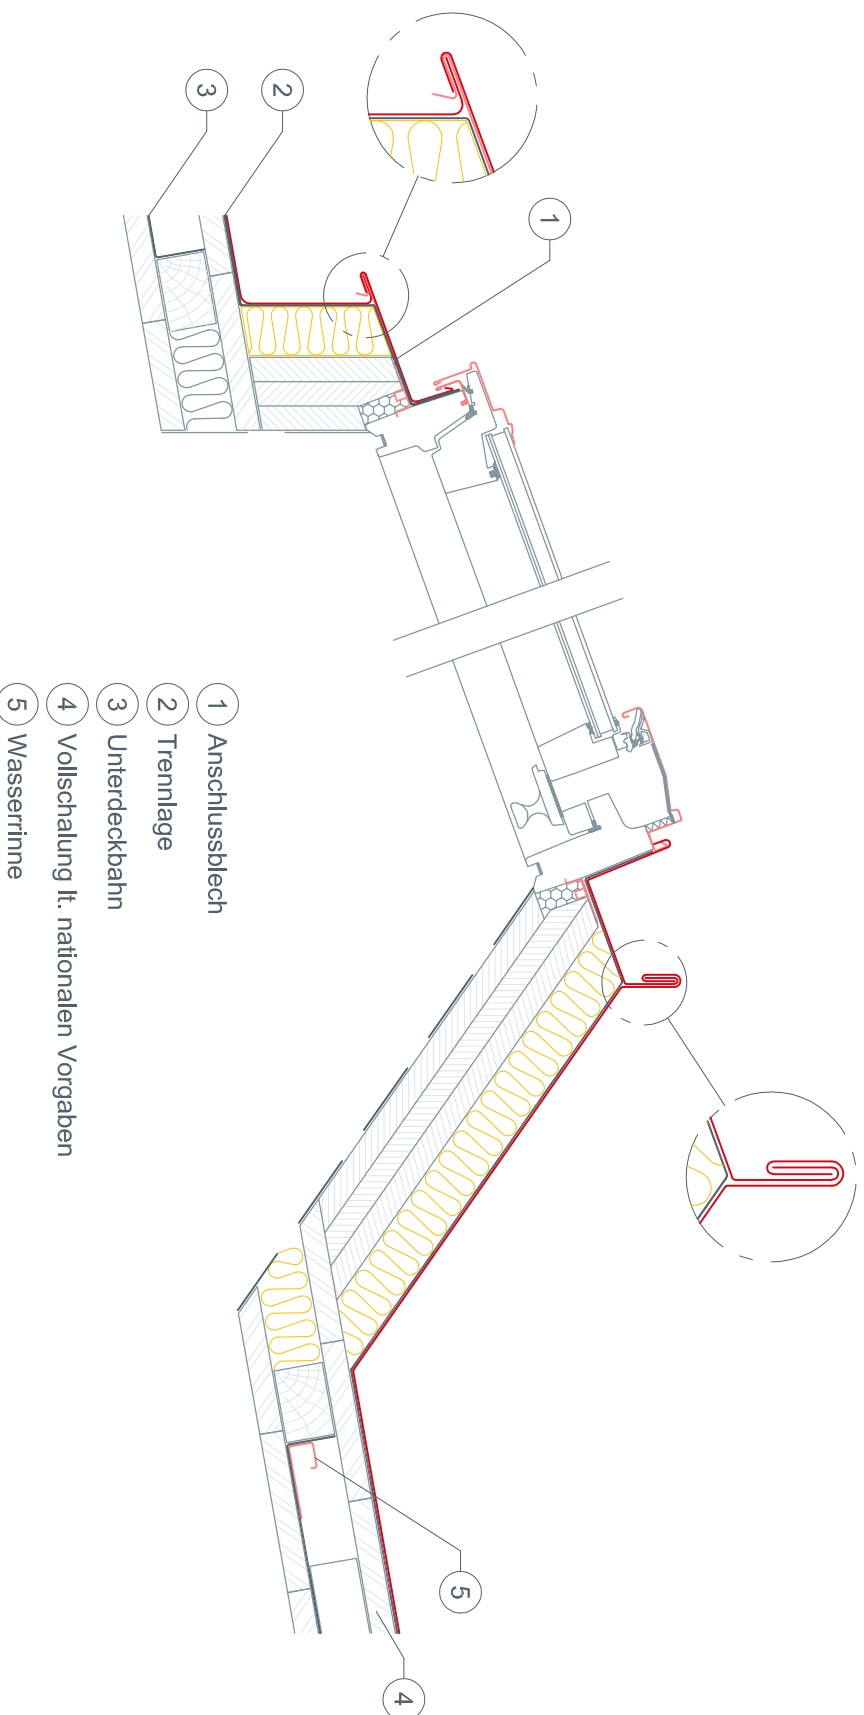 3
2
1
5
4
1 Anschlussblech
2 Trennlage
3 Unterdeckbahn
4 Vollschalung lt. nationalen Vorgaben
5 Wasserrinne